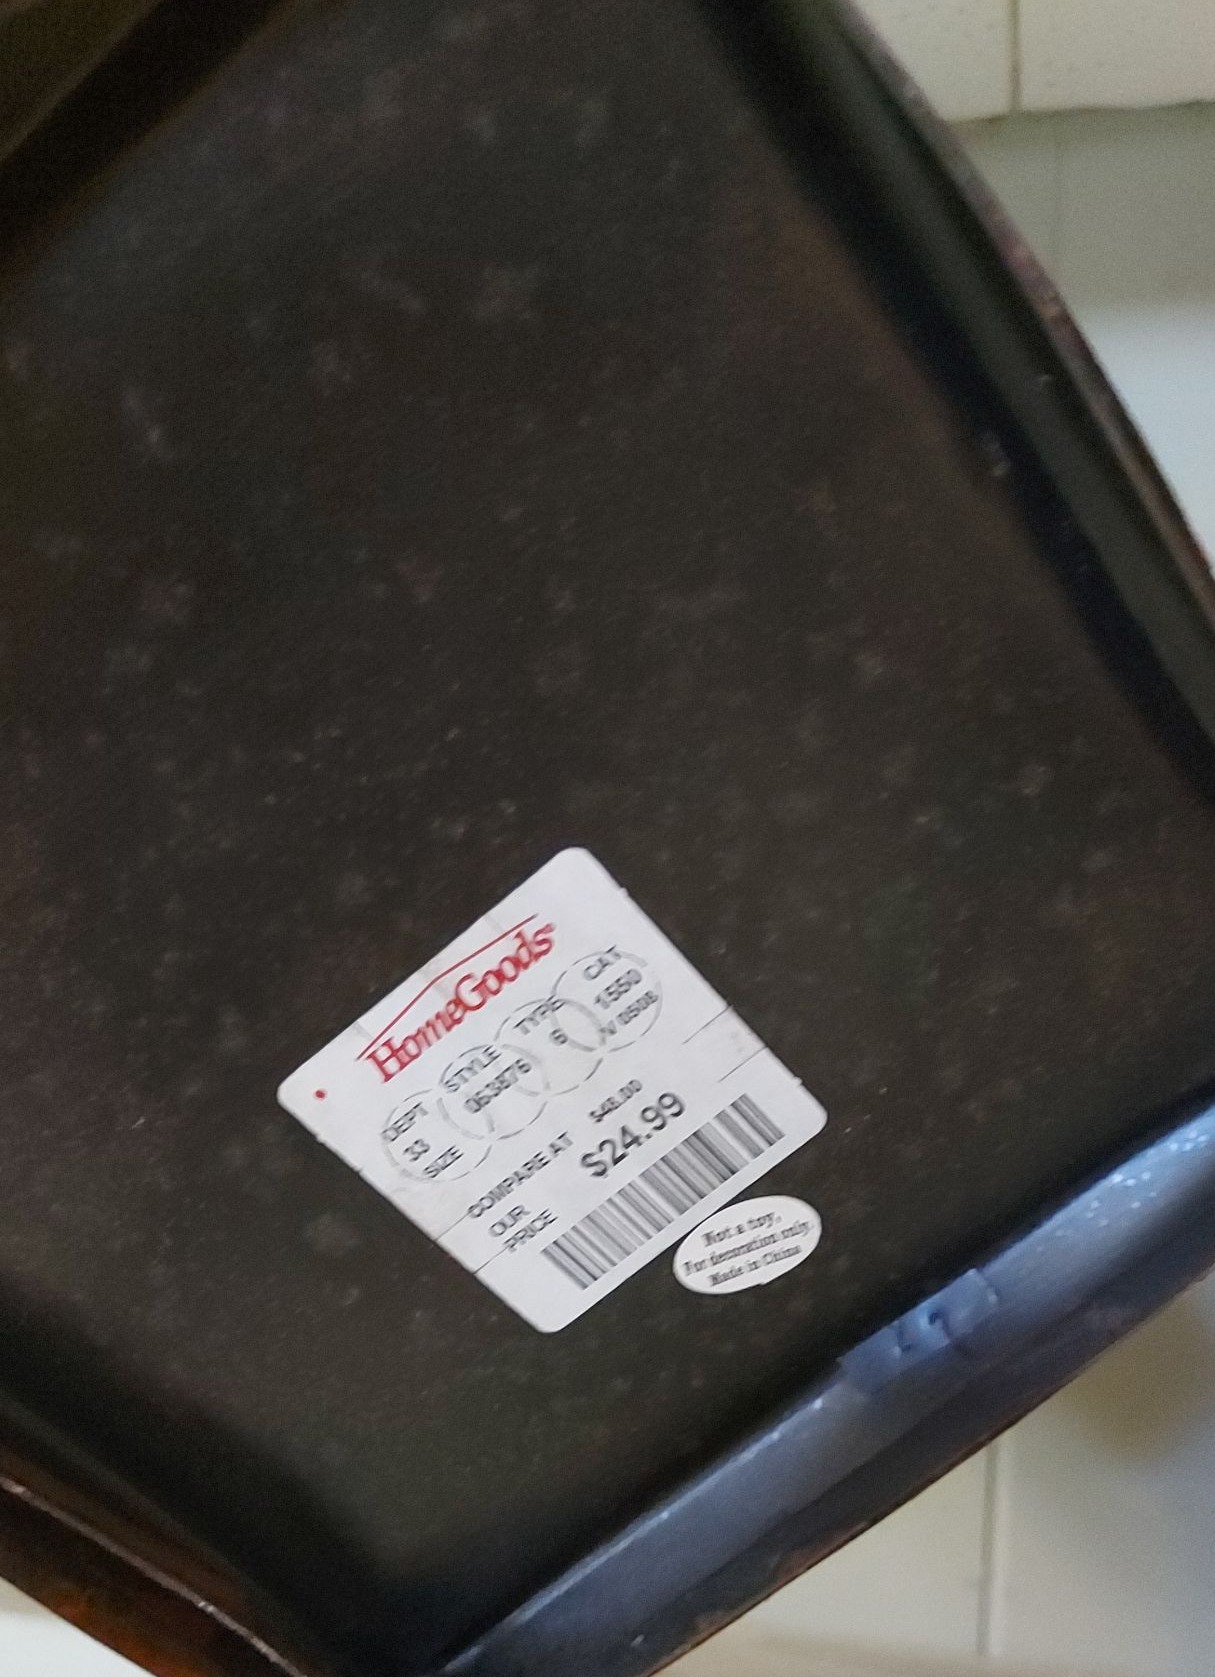 HomeGoods
DEPT STYLE TYPE CAT
33 063876 6 1550
SIZE
COMPARE AT
OUR PRICE $24.99
Not a toy,
For decoration only.
Made in China